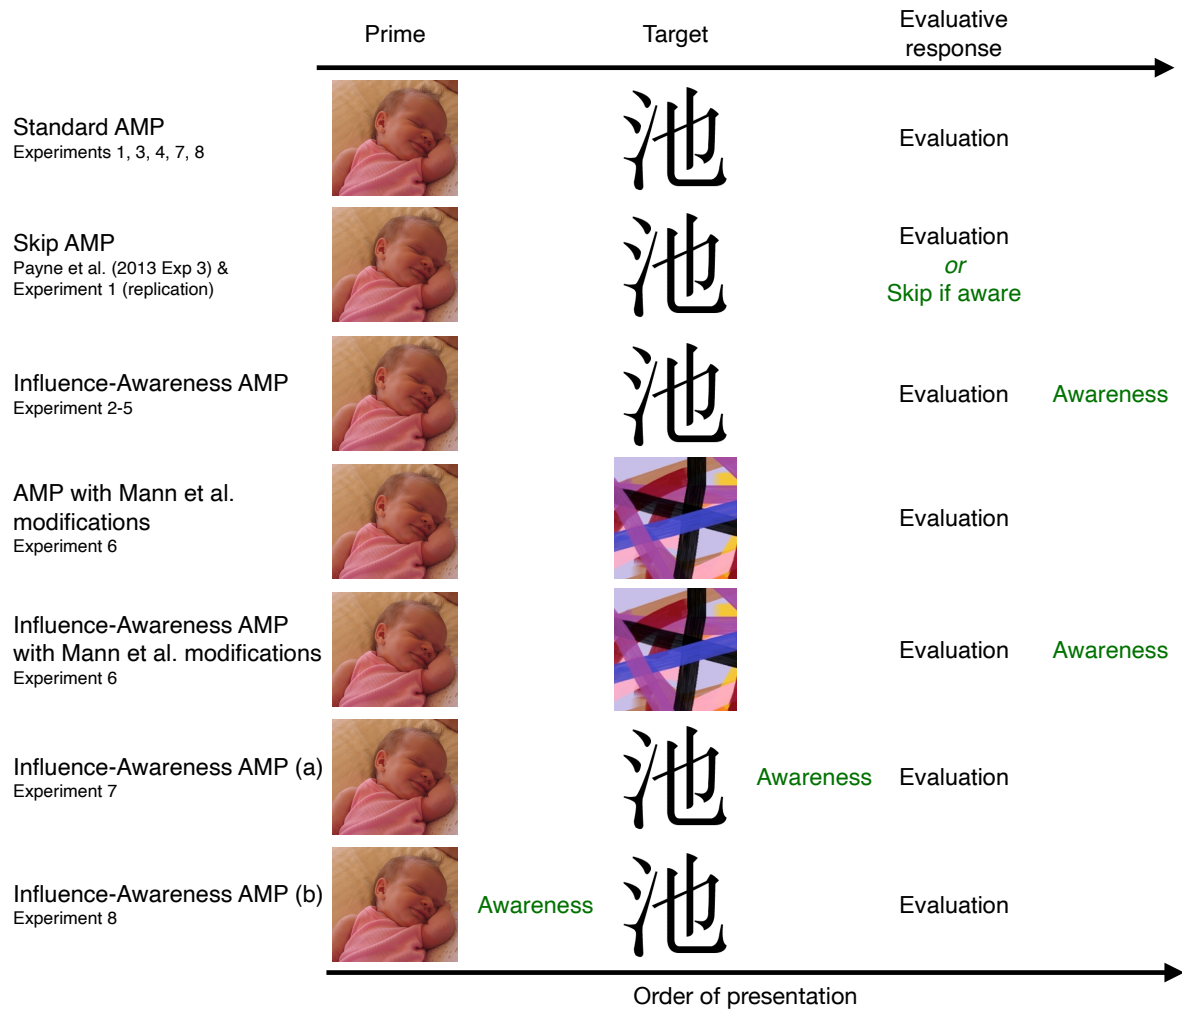 Prime
Target
Evaluative
response
Standard AMP
Experiments 1, 3, 4, 7, 8
池
Evaluation
Skip AMP
Payne et al. (2013 Exp 3) &
Experiment 1 (replication)
池
Evaluation
or
Skip if aware
Influence-Awareness AMP
Experiment 2-5
池
Evaluation
Awareness
AMP with Mann et al.
modifications
Experiment 6
Evaluation
Influence-Awareness AMP
with Mann et al. modifications
Experiment 6
Evaluation
Awareness
Influence-Awareness AMP (a)
Experiment 7
池
Awareness
Evaluation
Influence-Awareness AMP (b)
Experiment 8
Awareness
池
Evaluation
Order of presentation